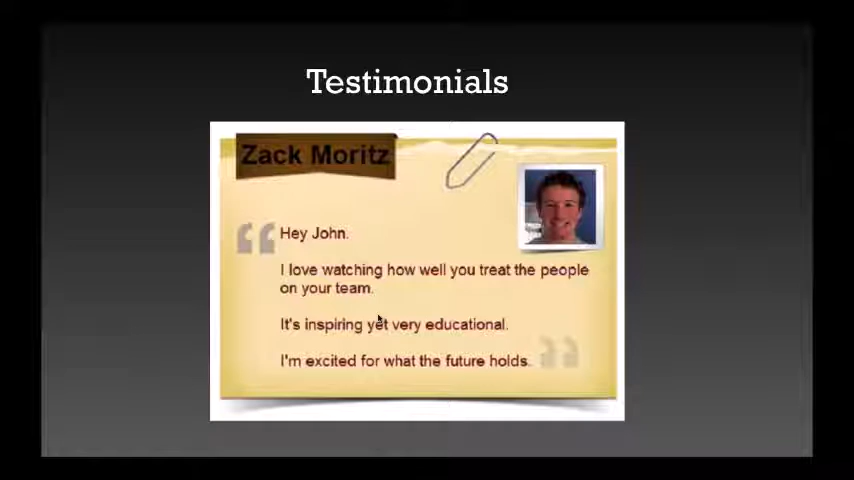 Testimonials
Zack Moritz
Hey John.
I love watching how well you treat the people
on your team.
It's inspiring yet very educational.
I'm excited for what the future holds.